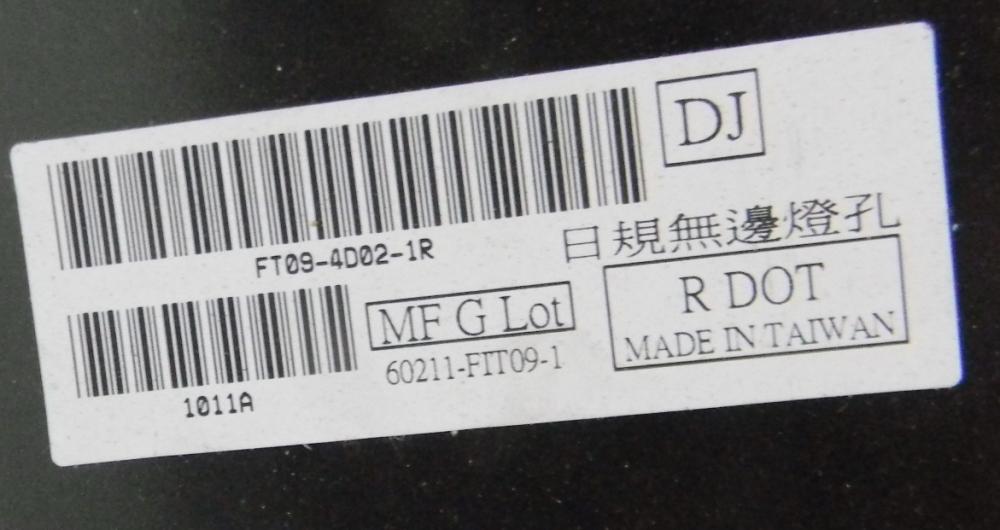 DJ
FT09-4D02-1R
日規無邊燈孔
MF G Lot
R DOT
60211-FIT09-1
MADE IN TAIWAN
1011A